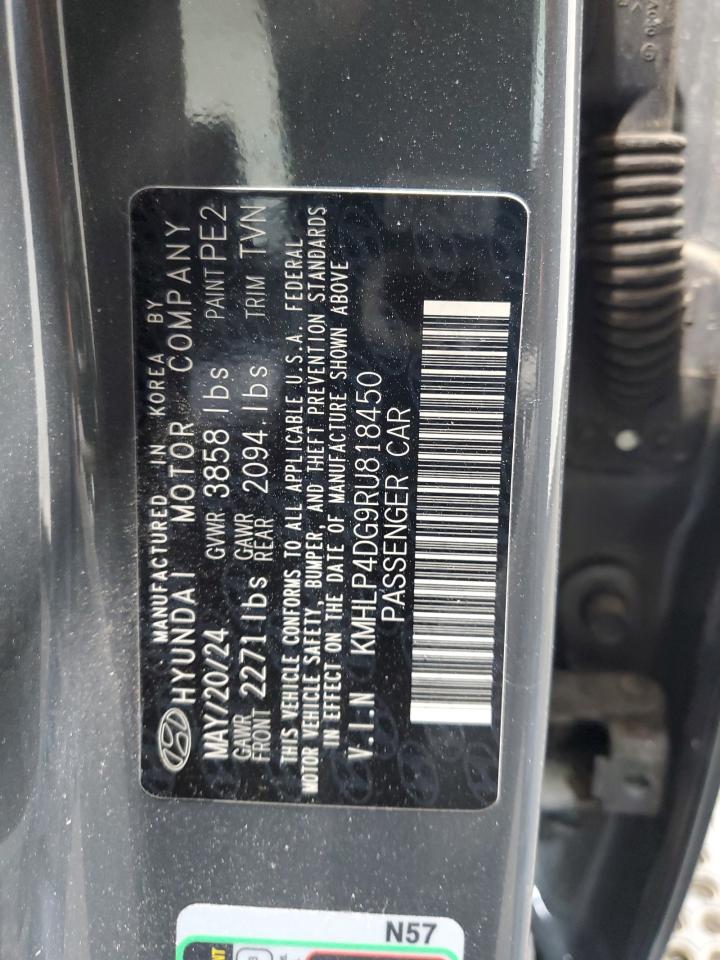 MANUFACTURED IN KOREA BY
HYUNDAI MOTOR COMPANY
MAY/20/24 GVWR 3858 lbs PAINT PE2
GAWR FRONT 2271lbs GAWR REAR 2094 lbs TRIM TVN
THIS VEHICLE CONFORMS TO ALL APPLICABLE U.S.A. FEDERAL
MOTOR VEHICLE SAFETY, BUMPER, AND THEFT PREVENTION STANDARDS
IN EFFECT ON THE DATE OF MANUFACTURE SHOWN ABOVE
V.I.N KMHLP4DG9RU818450
PASSENGER CAR
N57